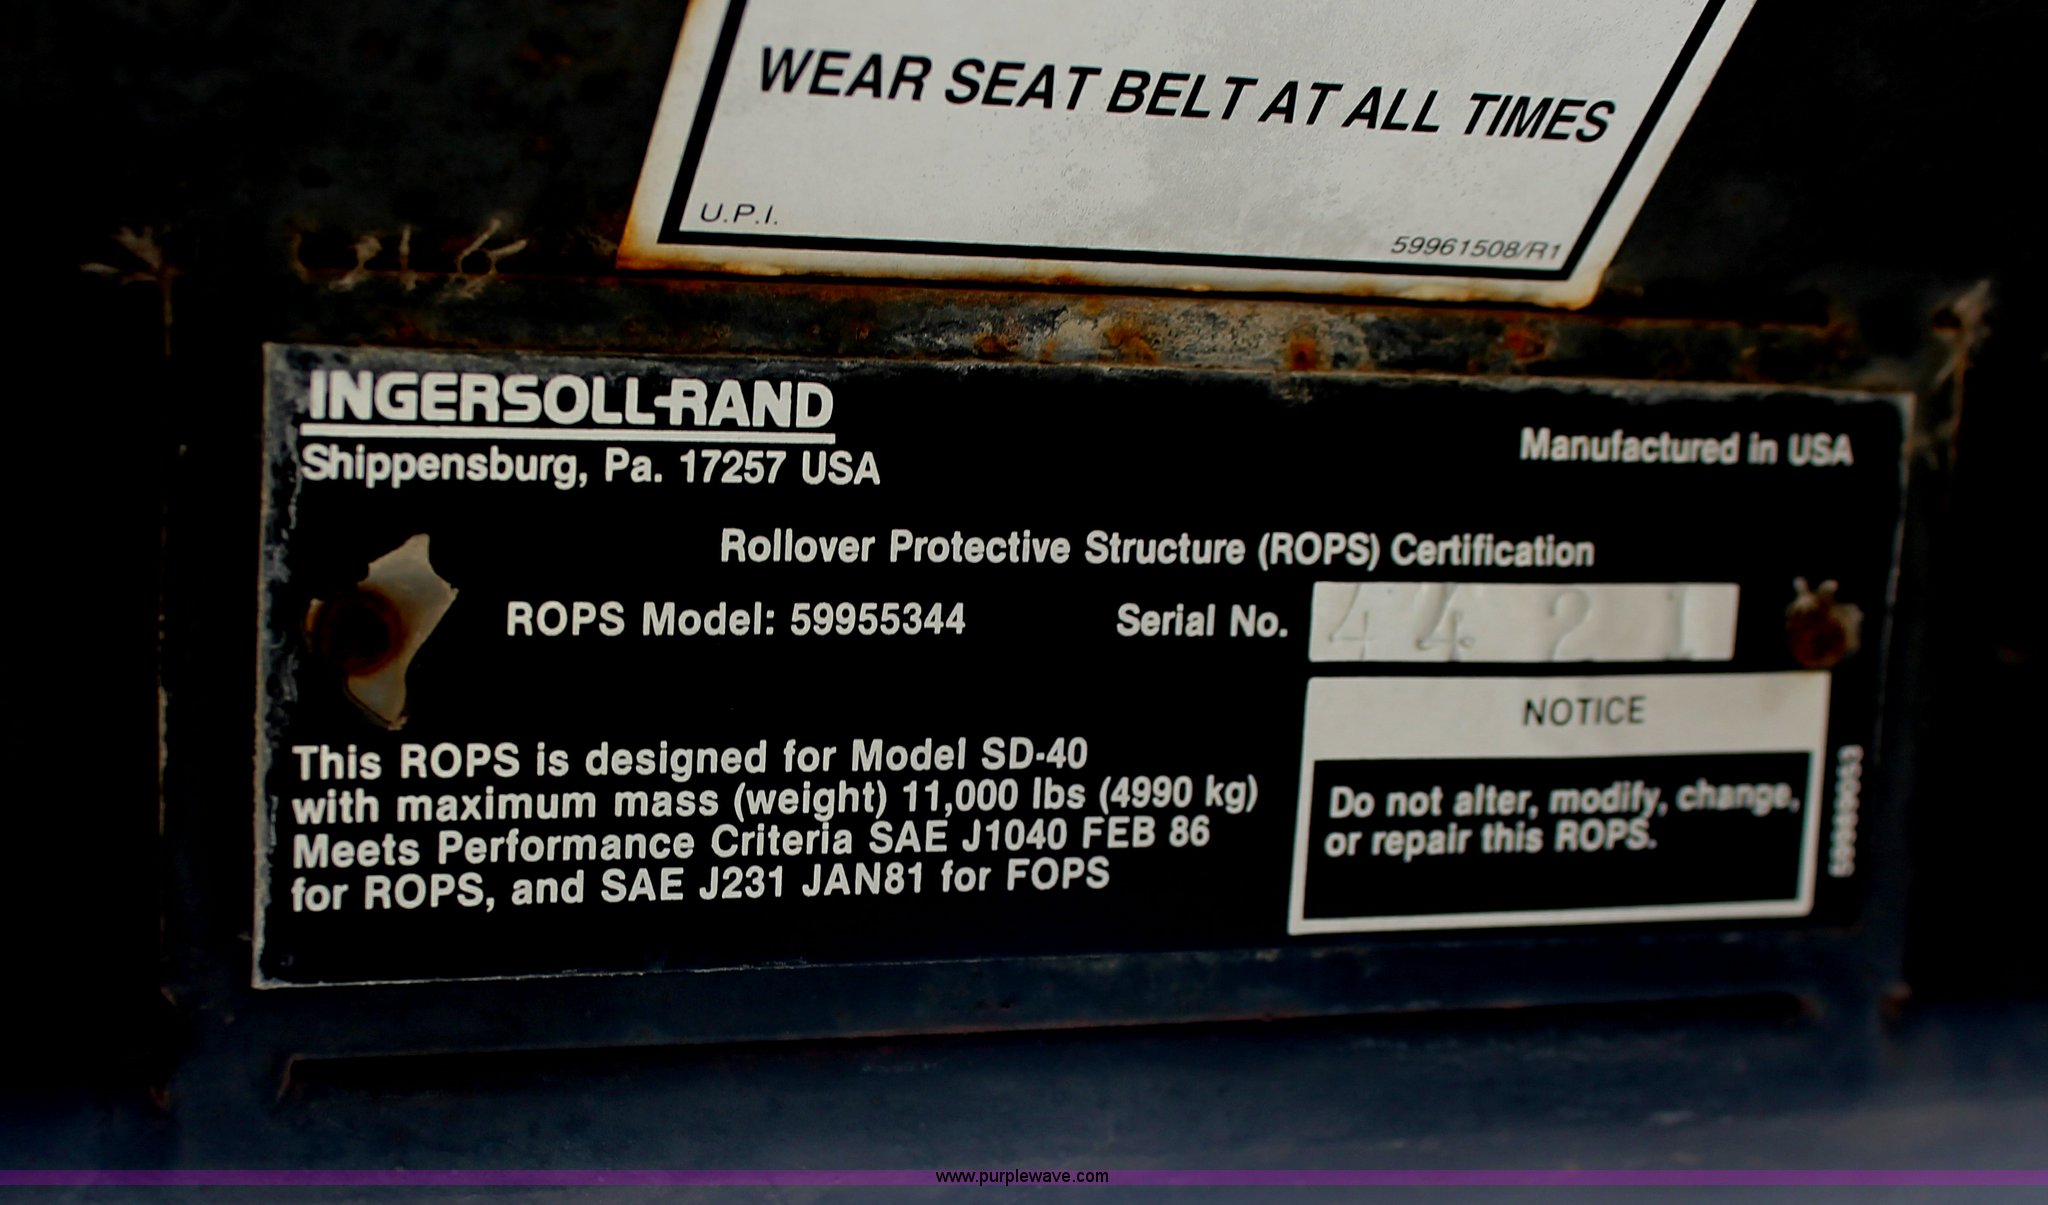 WEAR SEAT BELT AT ALL TIMES
U.P.I.
59961508/R1
INGERSOLL-RAND
Shippensburg, Pa. 17257 USA
Manufactured in USA
Rollover Protective Structure (ROPS) Certification
ROPS Model: 59955344
Serial No. 4421
This ROPS is designed for Model SD-40
with maximum mass (weight) 11,000 lbs (4990 kg)
Meets Performance Criteria SAE J1040 FEB 86
for ROPS, and SAE J231 JAN81 for FOPS
NOTICE
Do not alter, modify, change,
or repair this ROPS.
www.purplewave.com